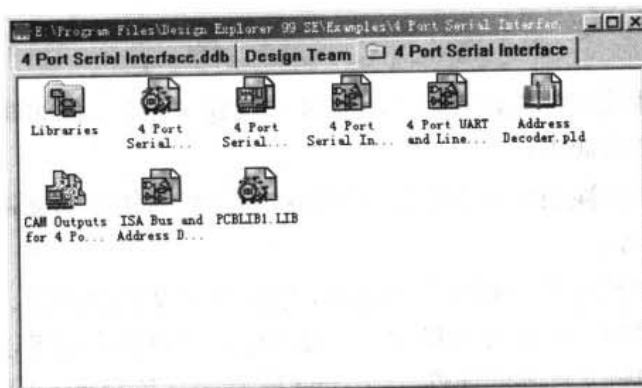 E:\Program Files\Design Explorer 99 SE\Examples\4 Port Serial Interfac...
4 Port Serial Interface.ddb Design Team 4 Port Serial Interface
Libraries
4 Port
Serial...
4 Port
Serial...
4 Port
Serial In...
4 Port UART
and Line...
Address
Decoder.pld
CAM Outputs
for 4 Po...
ISA Bus and
Address D...
PCBLIB1.LIB